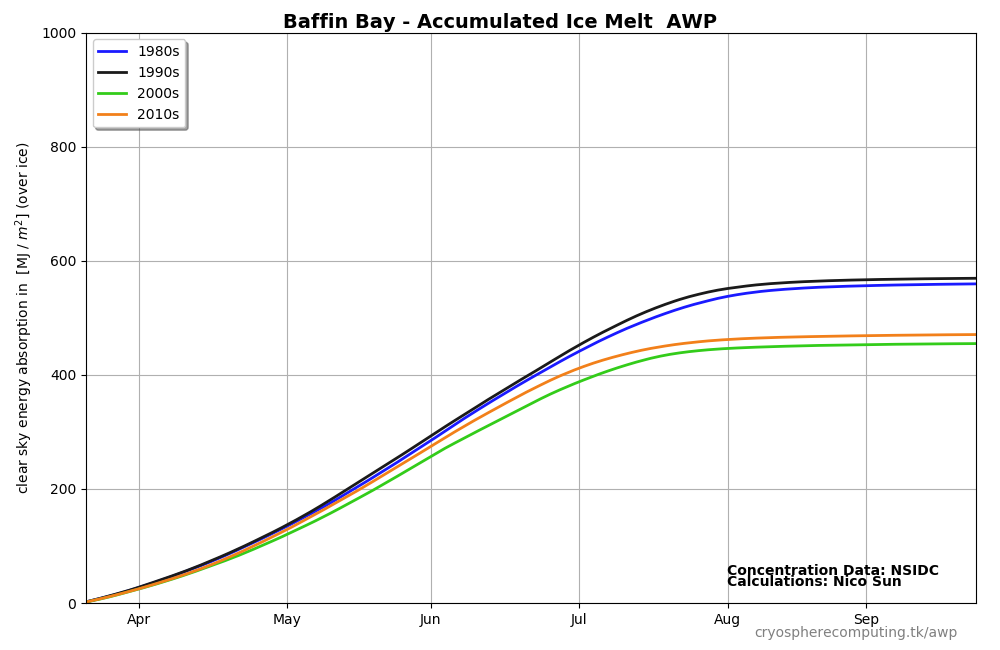 Baffin Bay - Accumulated Ice Melt  AWP
1000
800
600
400
200
0
clear sky energy absorption in  [MJ / m²] (over ice)
1980s
1990s
2000s
2010s
Concentration Data: NSIDC
Calculations: Nico Sun
Apr
May
Jun
Jul
Aug
Sep
cryospherecomputing.tk/awp